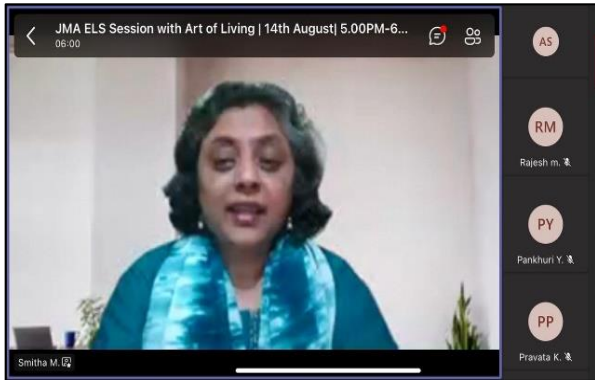 JMA ELS Session with Art of Living | 14th August| 5.00PM-6...
06:00
AS
RM
Rajesh m.
PY
Pankhuri Y.
PP
Pravata K.
Smitha M.